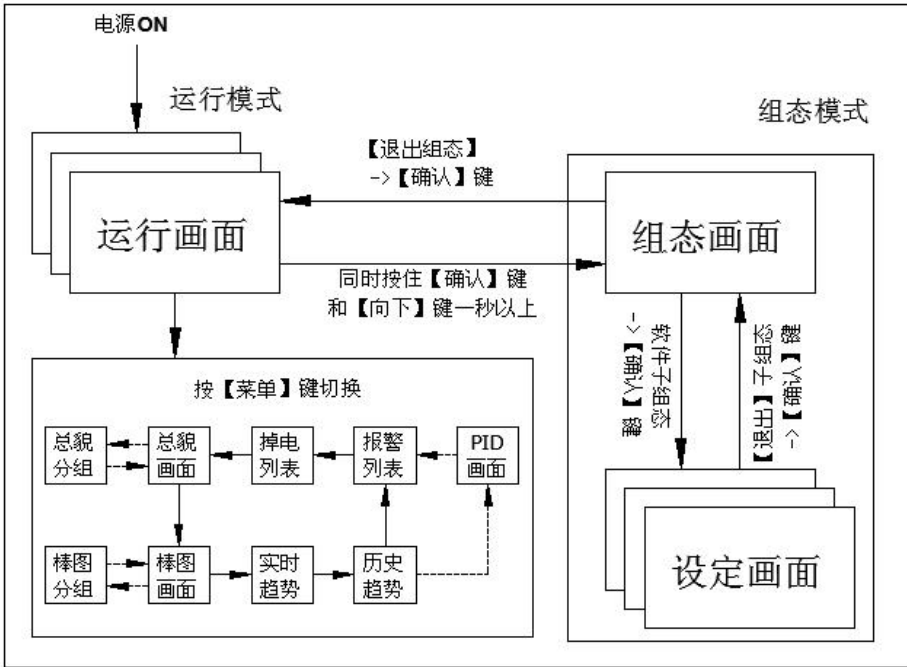 电源ON
运行模式
组态模式
【退出组态】
->【确认】键
运行画面
组态画面
同时按住【确认】键
和【向下】键一秒以上
软件子组态
->【确认】键
【退出】子组态
->【确认】键
按【菜单】键切换
总貌
分组
总貌
画面
掉电
列表
报警
列表
PID
画面
棒图
分组
棒图
画面
实时
趋势
历史
趋势
设定画面